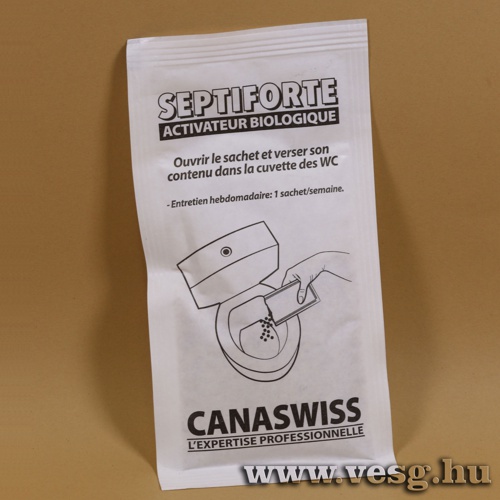 SEPTIFORTE
ACTIVATEUR BIOLOGIQUE
Ouvrir le sachet et verser son
contenu dans la cuvette des WC
- Entretien hebdomadaire: 1 sachet/semaine.
CANASWISS
L'EXPERTISE PROFESSIONNELLE
www.vesg.hu